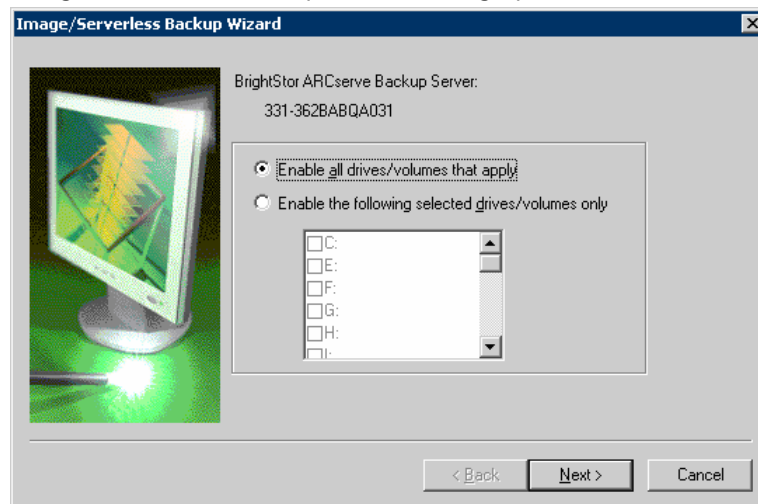 Image/Serverless Backup Wizard
BrightStor ARCserve Backup Server:
331-362BABQA031
Enable all drives/volumes that apply
Enable the following selected drives/volumes only
C:
E:
F:
G:
H:
I:
< Back
Next >
Cancel